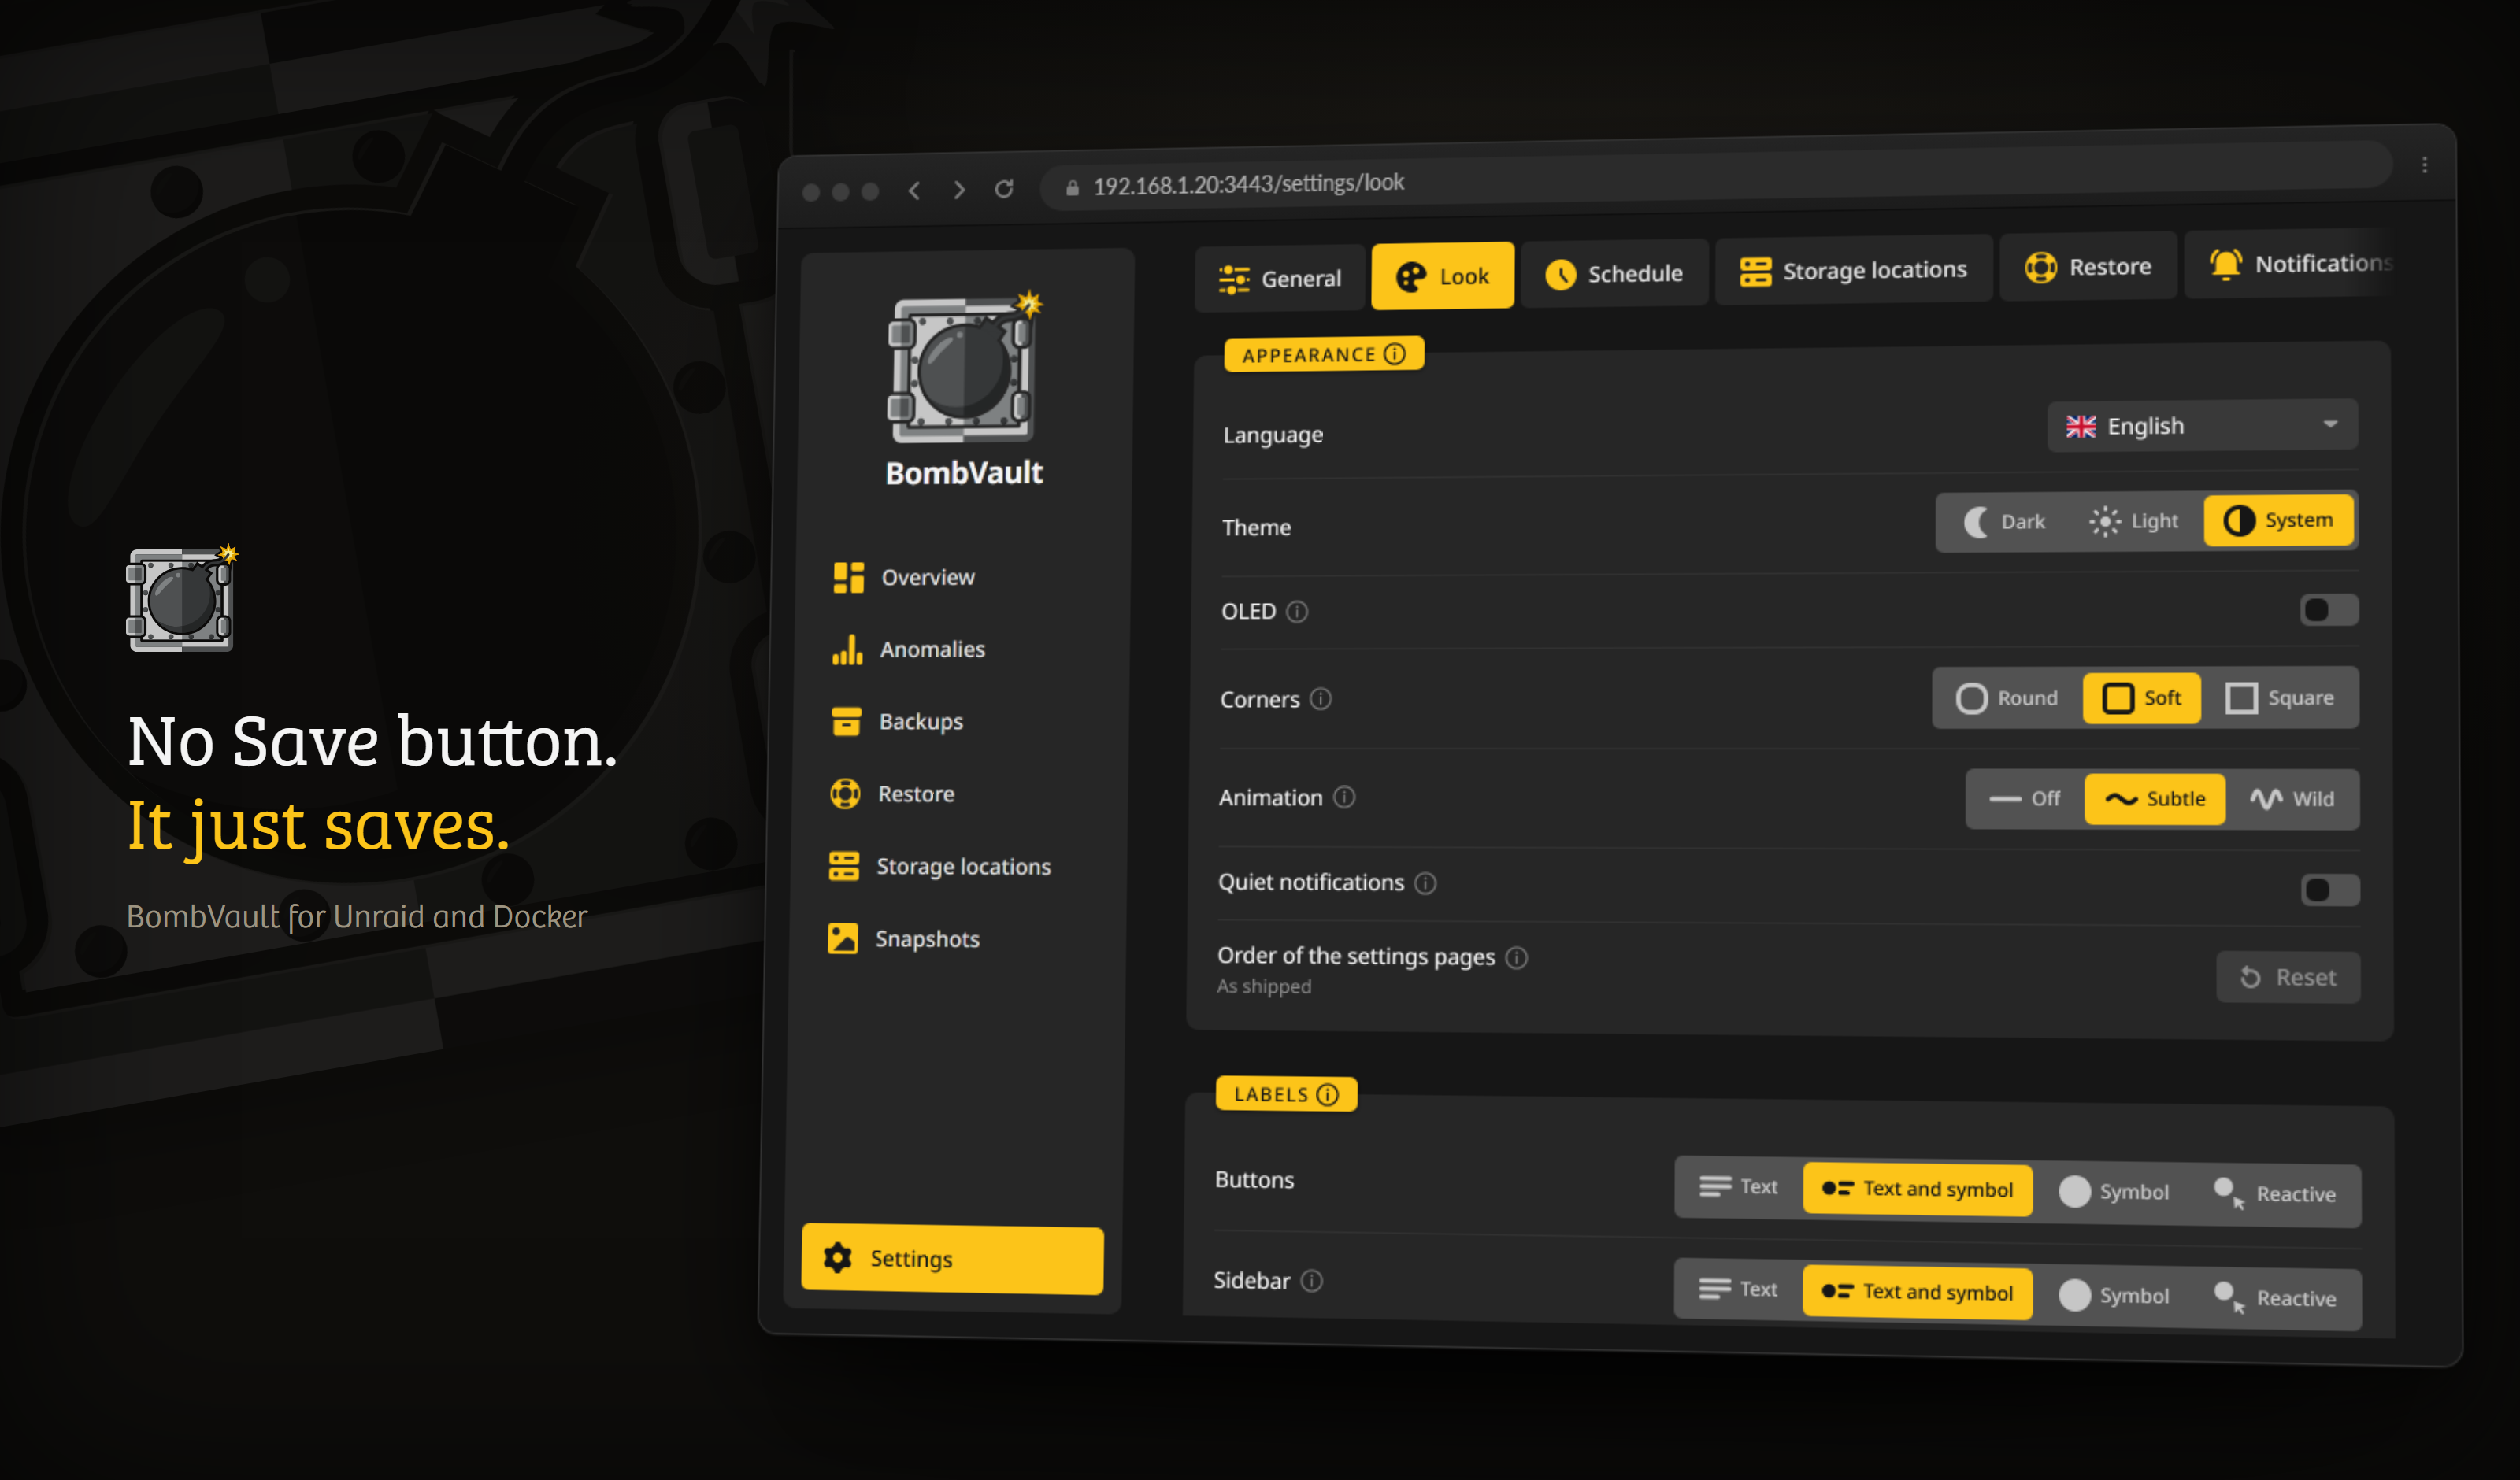 No Save button.
It just saves.
BombVault for Unraid and Docker
192.168.1.20:3443/settings/look
BombVault
Overview
Anomalies
Backups
Restore
Storage locations
Snapshots
Settings
General
Look
Schedule
Storage locations
Restore
Notifications
APPEARANCE
Language
English
Theme
Dark
Light
System
OLED
Corners
Round
Soft
Square
Animation
Off
Subtle
Wild
Quiet notifications
Order of the settings pages
As shipped
Reset
LABELS
Buttons
Text
Text and symbol
Symbol
Reactive
Sidebar
Text
Text and symbol
Symbol
Reactive